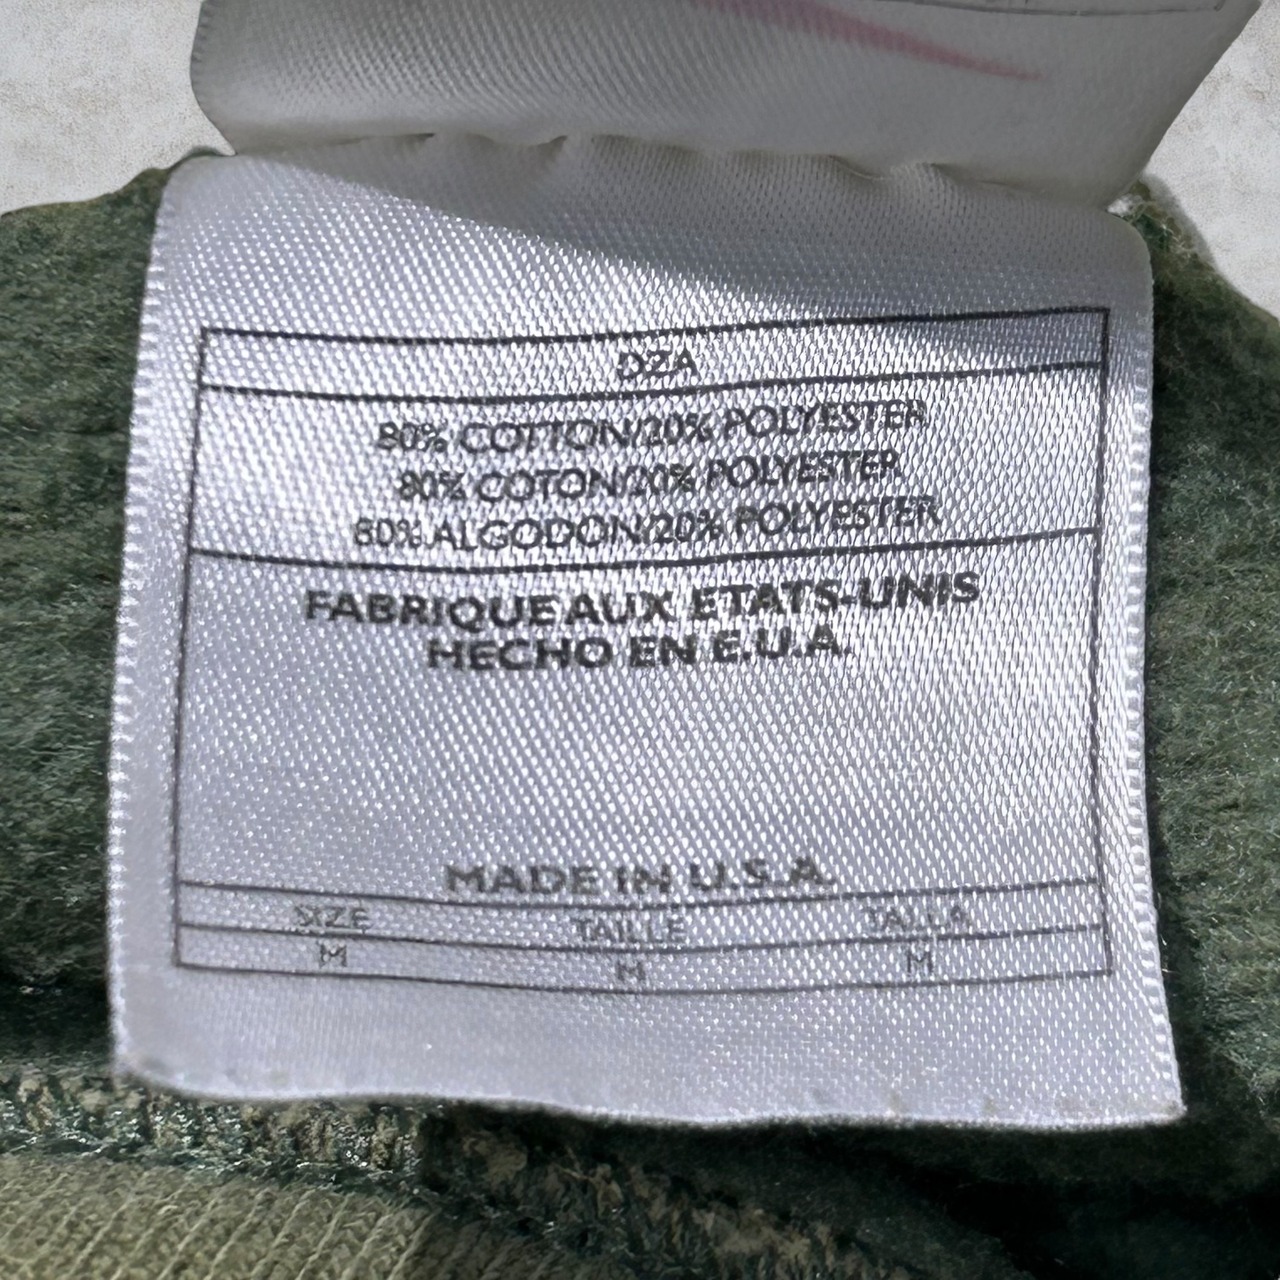 DZA
80% COTTON/20% POLYESTER
80% COTON/20% POLYESTER
80% ALGODON/20% POLYESTER
FABRIQUE AUX ETATS-UNIS
HECHO EN E.U.A.
MADE IN U.S.A.
SIZE TAILLE TALLA
M M M